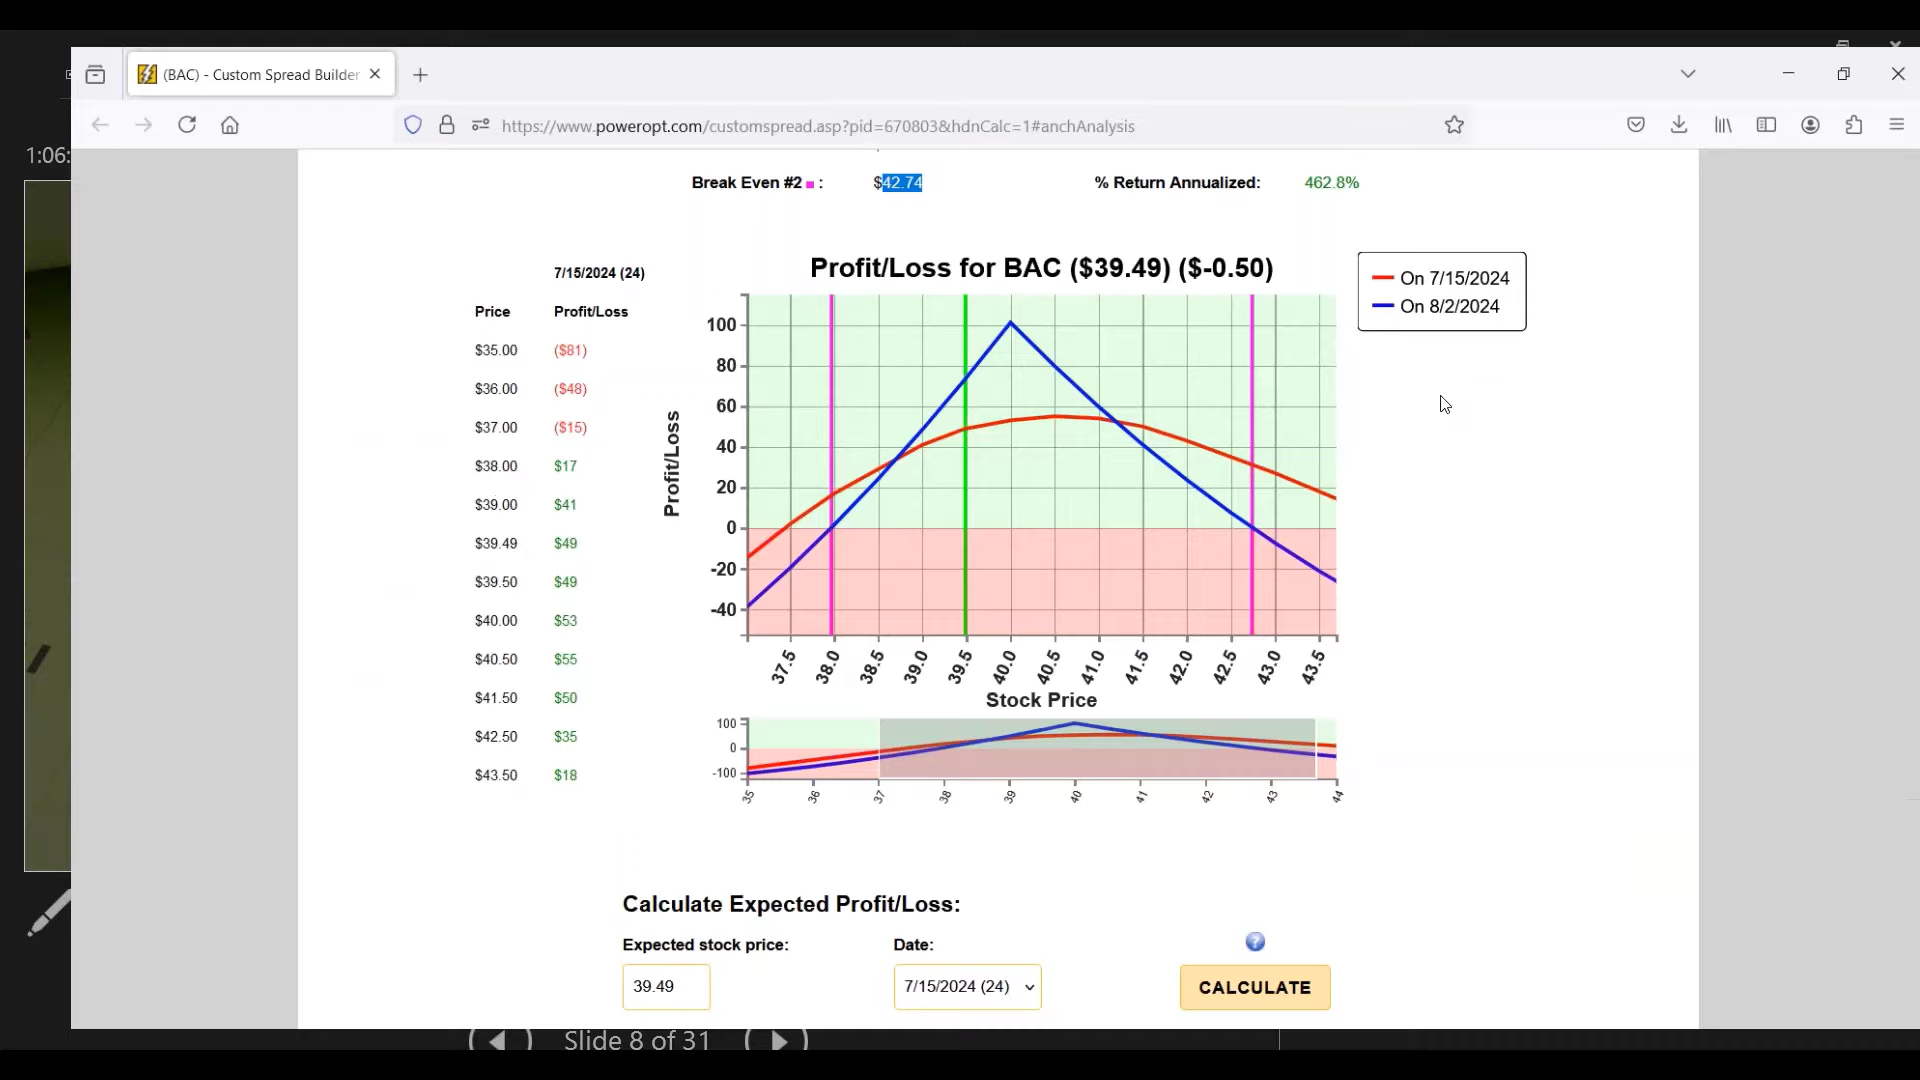 (BAC) - Custom Spread Builder
https://www.poweropt.com/customspread.asp?pid=670803&hdnCalc=1#anchAnalysis
1:06:
Break Even #2 : $42.74 % Return Annualized: 462.8%
7/15/2024 (24)
Price Profit/Loss
$35.00 ($81)
$36.00 ($48)
$37.00 ($15)
$38.00 $17
$39.00 $41
$39.49 $49
$39.50 $49
$40.00 $53
$40.50 $55
$41.50 $50
$42.50 $35
$43.50 $18
Profit/Loss for BAC ($39.49) ($-0.50)
On 7/15/2024
On 8/2/2024
Profit/Loss
100
80
60
40
20
0
-20
-40
37.5 38.0 38.5 39.0 39.5 40.0 40.5 41.0 41.5 42.0 42.5 43.0 43.5
Stock Price
100
0
-100
35 36 37 38 39 40 41 42 43 44
Calculate Expected Profit/Loss:
Expected stock price: Date: ?
39.49 7/15/2024 (24) CALCULATE
Slide 8 of 31